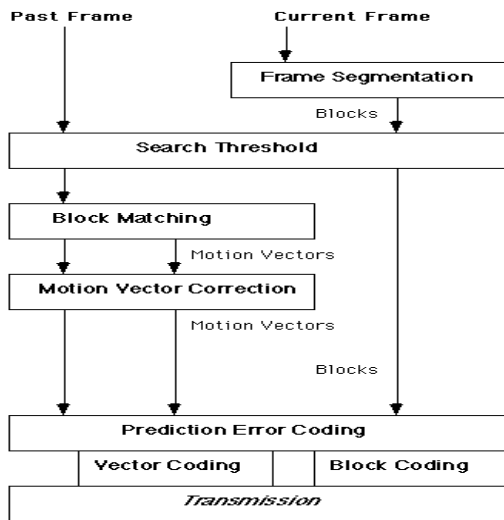 Past Frame
Current Frame
Frame Segmentation
Blocks
Search Threshold
Block Matching
Motion Vectors
Motion Vector Correction
Motion Vectors
Blocks
Prediction Error Coding
Vector Coding
Block Coding
Transmission